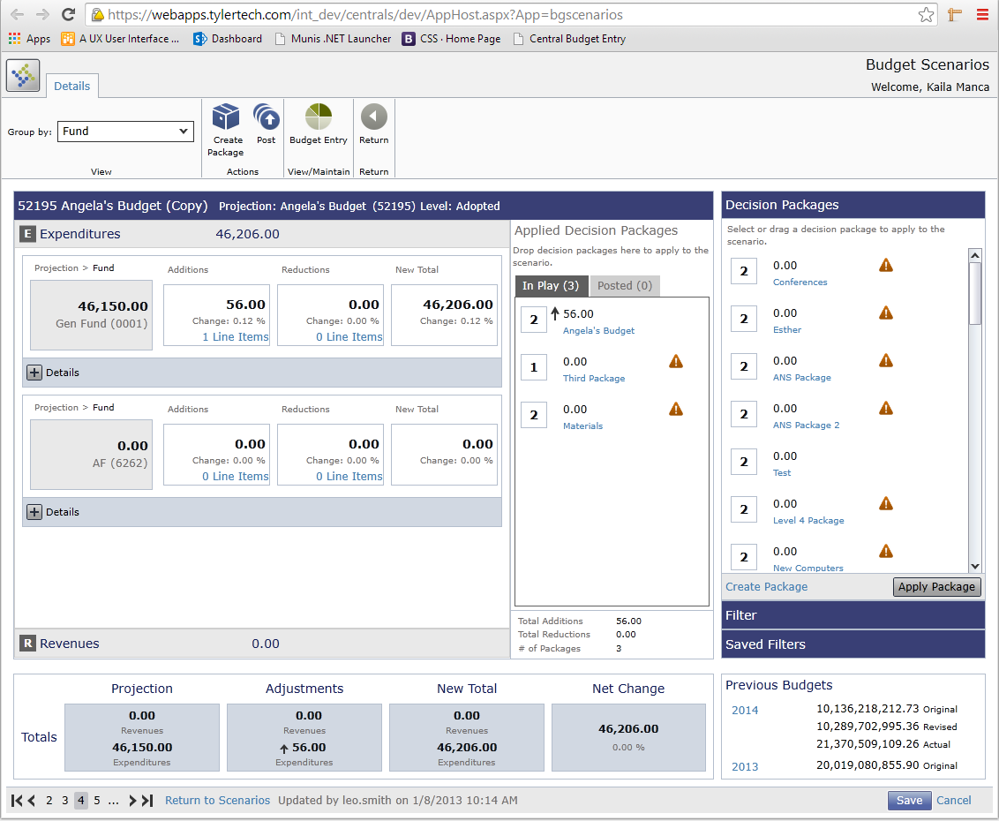 https://webapps.tylertech.com/int_dev/centrals/dev/AppHost.aspx?App=bgscenarios
Apps A UX User Interface ... Dashboard Munis .NET Launcher B CSS · Home Page Central Budget Entry
Budget Scenarios
Details
Welcome, Kaila Manca
Group by: Fund
View
Create Package
Post
Actions
Budget Entry
View/Maintain
Return
Return
52195 Angela's Budget (Copy) Projection: Angela's Budget (52195) Level: Adopted
E Expenditures 46,206.00
Projection > Fund Additions Reductions New Total
46,150.00 56.00 0.00 46,206.00
Gen Fund (0001) Change: 0.12 % Change: 0.00 % Change: 0.12 %
1 Line Items 0 Line Items
+ Details
Projection > Fund Additions Reductions New Total
0.00 0.00 0.00 0.00
AF (6262) Change: 0.00 % Change: 0.00 % Change: 0.00 %
0 Line Items 0 Line Items
+ Details
R Revenues 0.00
Applied Decision Packages
Drop decision packages here to apply to the
scenario.
In Play (3) Posted (0)
2 56.00
Angela's Budget
1 0.00
Third Package
2 0.00
Materials
Total Additions 56.00
Total Reductions 0.00
# of Packages 3
Decision Packages
Select or drag a decision package to apply to the
scenario.
2 0.00
Conferences
2 0.00
Esther
2 0.00
ANS Package
2 0.00
ANS Package 2
2 0.00
Test
2 0.00
Level 4 Package
2 0.00
New Computers
Create Package Apply Package
Filter
Saved Filters
Totals
Projection
0.00
Revenues
46,150.00
Expenditures
Adjustments
0.00
Revenues
56.00
Expenditures
New Total
0.00
Revenues
46,206.00
Expenditures
Net Change
46,206.00
0.00 %
Previous Budgets
2014 10,136,218,212.73 Original
10,289,702,995.36 Revised
21,370,509,109.26 Actual
2013 20,019,080,855.90 Original
2 3 4 5 ... Return to Scenarios Updated by leo.smith on 1/8/2013 10:14 AM Save Cancel